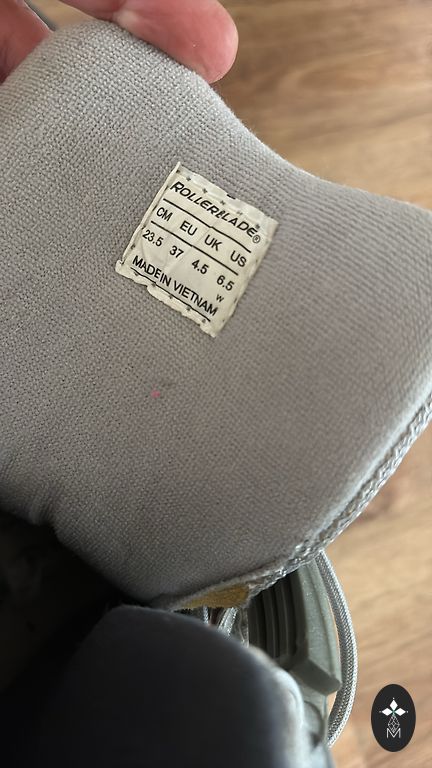 ROLLERBLADE®
CM EU UK US
23.5 37 4.5 6.5
W
MADE IN VIETNAM
M